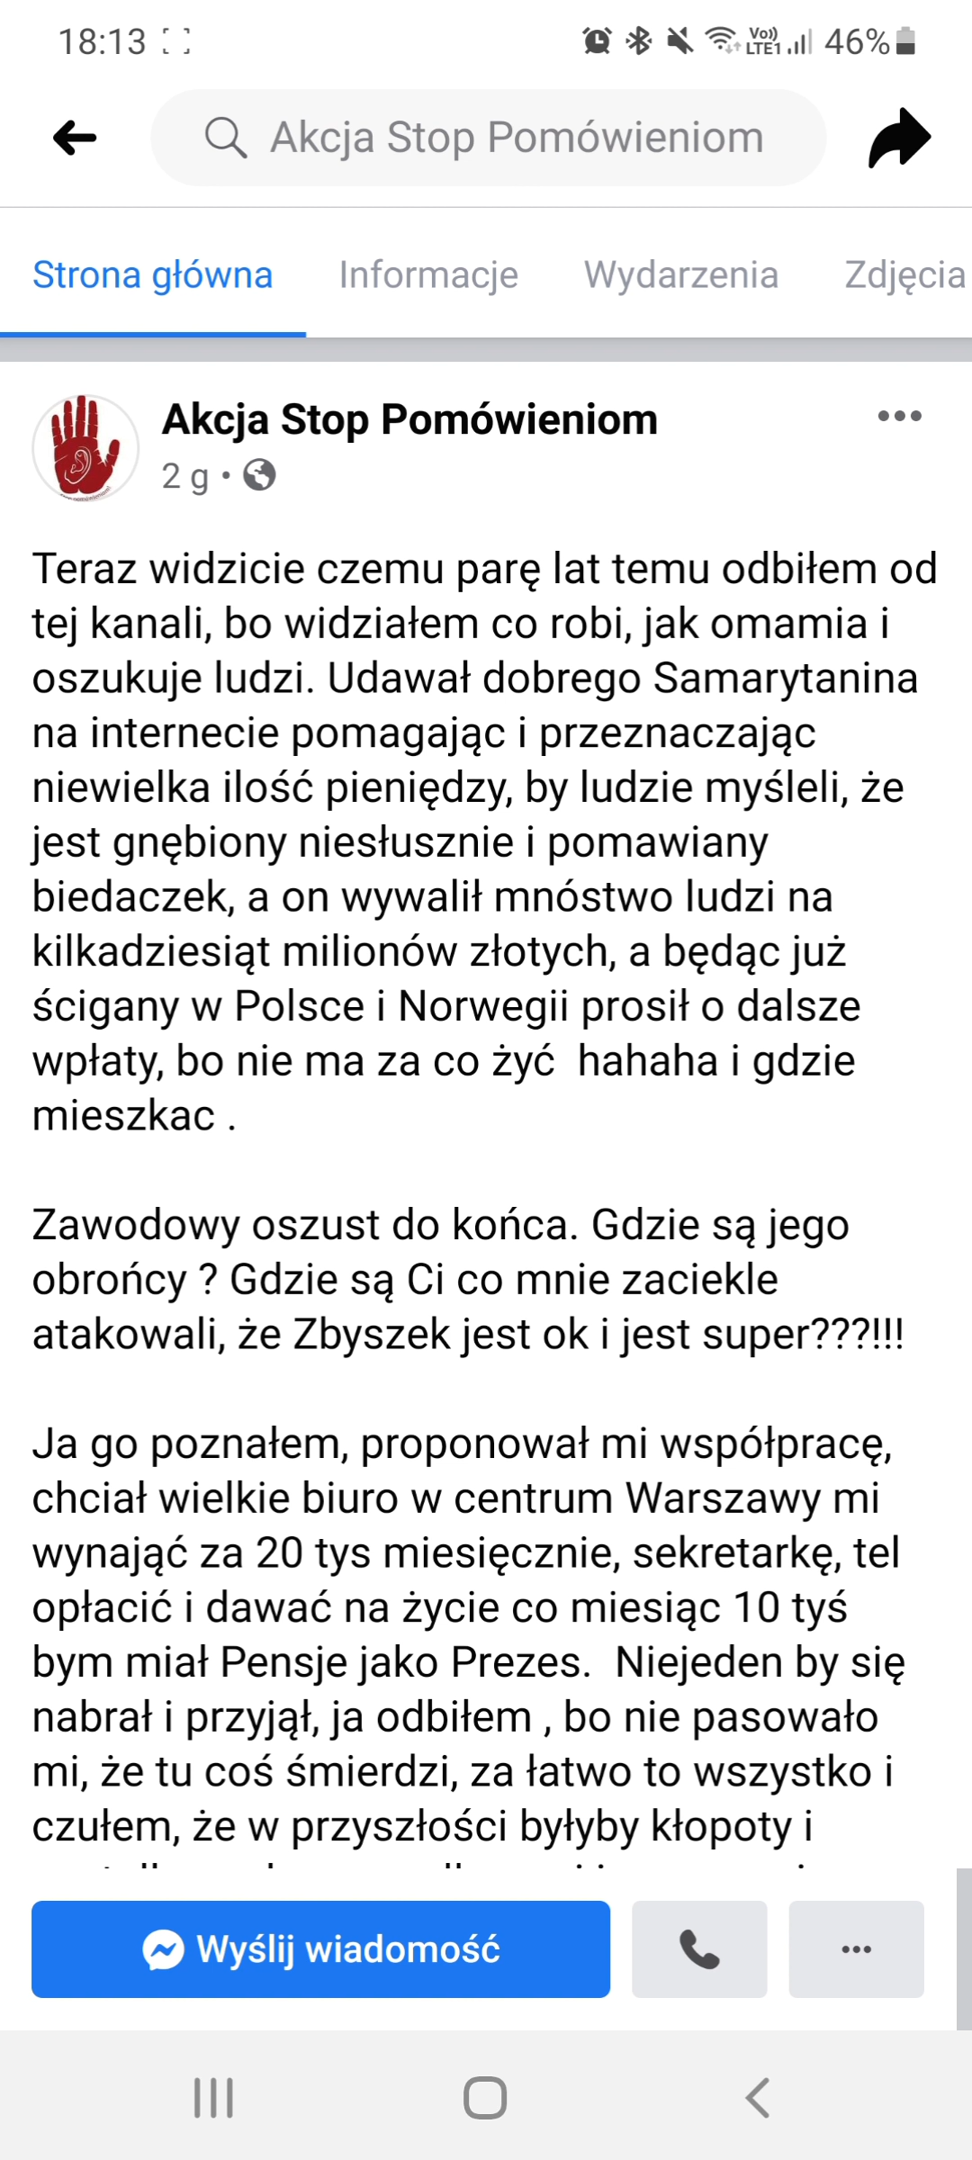 18:13
Vo))
LTE1
46%
Akcja Stop Pomówieniom
Strona główna
Informacje
Wydarzenia
Zdjęcia
Akcja Stop Pomówieniom
2 g ·
Teraz widzicie czemu parę lat temu odbiłem od
tej kanali, bo widziałem co robi, jak omamia i
oszukuje ludzi. Udawał dobrego Samarytanina
na internecie pomagając i przeznaczając
niewielka ilość pieniędzy, by ludzie myśleli, że
jest gnębiony niesłusznie i pomawiany
biedaczek, a on wywalił mnóstwo ludzi na
kilkadziesiąt milionów złotych, a będąc już
ścigany w Polsce i Norwegii prosił o dalsze
wpłaty, bo nie ma za co żyć  hahaha i gdzie
mieszkac .
Zawodowy oszust do końca. Gdzie są jego
obrońcy ? Gdzie są Ci co mnie zaciekle
atakowali, że Zbyszek jest ok i jest super???!!!
Ja go poznałem, proponował mi współpracę,
chciał wielkie biuro w centrum Warszawy mi
wynająć za 20 tys miesięcznie, sekretarkę, tel
opłacić i dawać na życie co miesiąc 10 tyś
bym miał Pensje jako Prezes.  Niejeden by się
nabrał i przyjął, ja odbiłem , bo nie pasowało
mi, że tu coś śmierdzi, za łatwo to wszystko i
czułem, że w przyszłości byłyby kłopoty i
Wyślij wiadomość